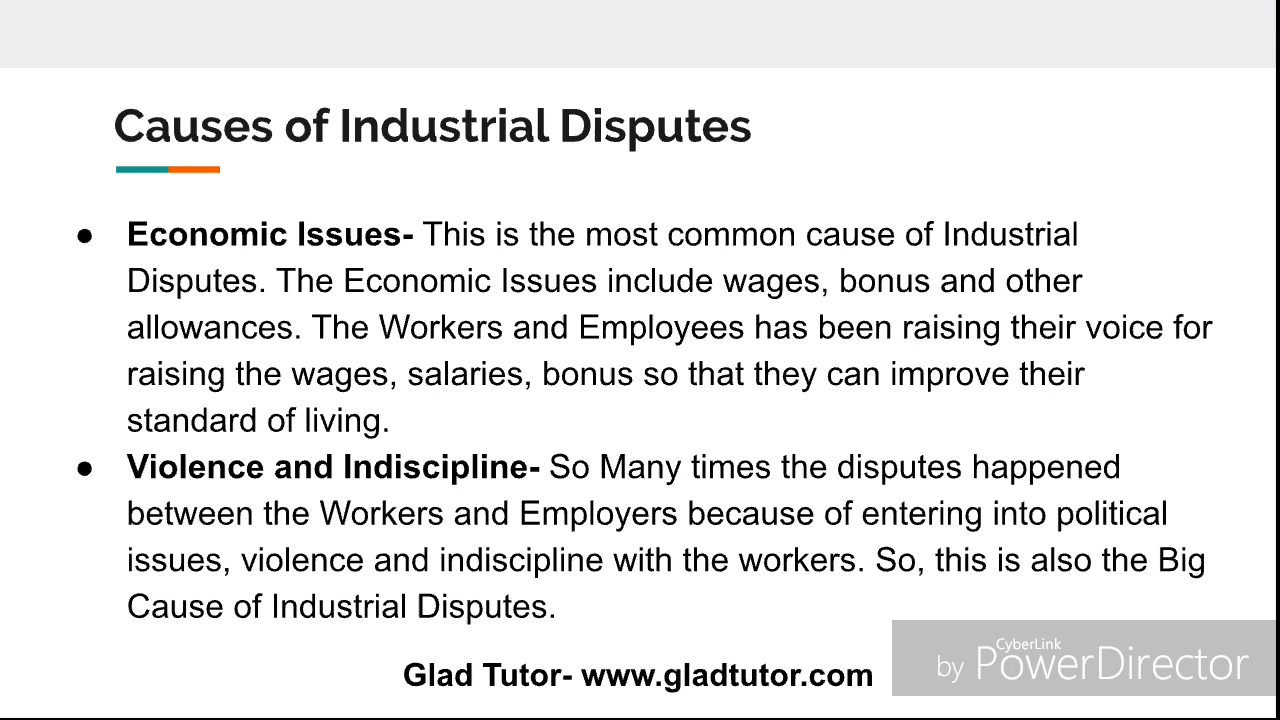 Causes of Industrial Disputes
● Economic Issues- This is the most common cause of Industrial
Disputes. The Economic Issues include wages, bonus and other
allowances. The Workers and Employees has been raising their voice for
raising the wages, salaries, bonus so that they can improve their
standard of living.
● Violence and Indiscipline- So Many times the disputes happened
between the Workers and Employers because of entering into political
issues, violence and indiscipline with the workers. So, this is also the Big
Cause of Industrial Disputes.
Glad Tutor- www.gladtutor.com
CyberLink
by PowerDirector